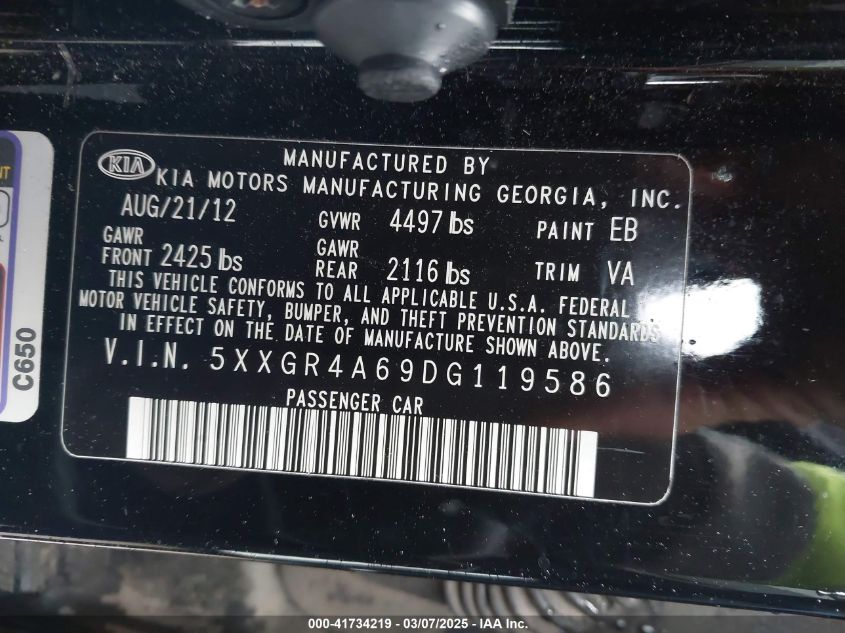 MANUFACTURED BY
KIA KIA MOTORS MANUFACTURING GEORGIA, INC.
AUG/21/12 GVWR 4497 lbs PAINT EB
GAWR FRONT 2425 lbs GAWR REAR 2116 lbs TRIM VA
THIS VEHICLE CONFORMS TO ALL APPLICABLE U.S.A. FEDERAL
MOTOR VEHICLE SAFETY, BUMPER, AND THEFT PREVENTION STANDARDS
IN EFFECT ON THE DATE OF MANUFACTURE SHOWN ABOVE.
V.I.N. 5XXGR4A69DG119586
PASSENGER CAR
C650
000-41734219 - 03/07/2025 - IAAI.com